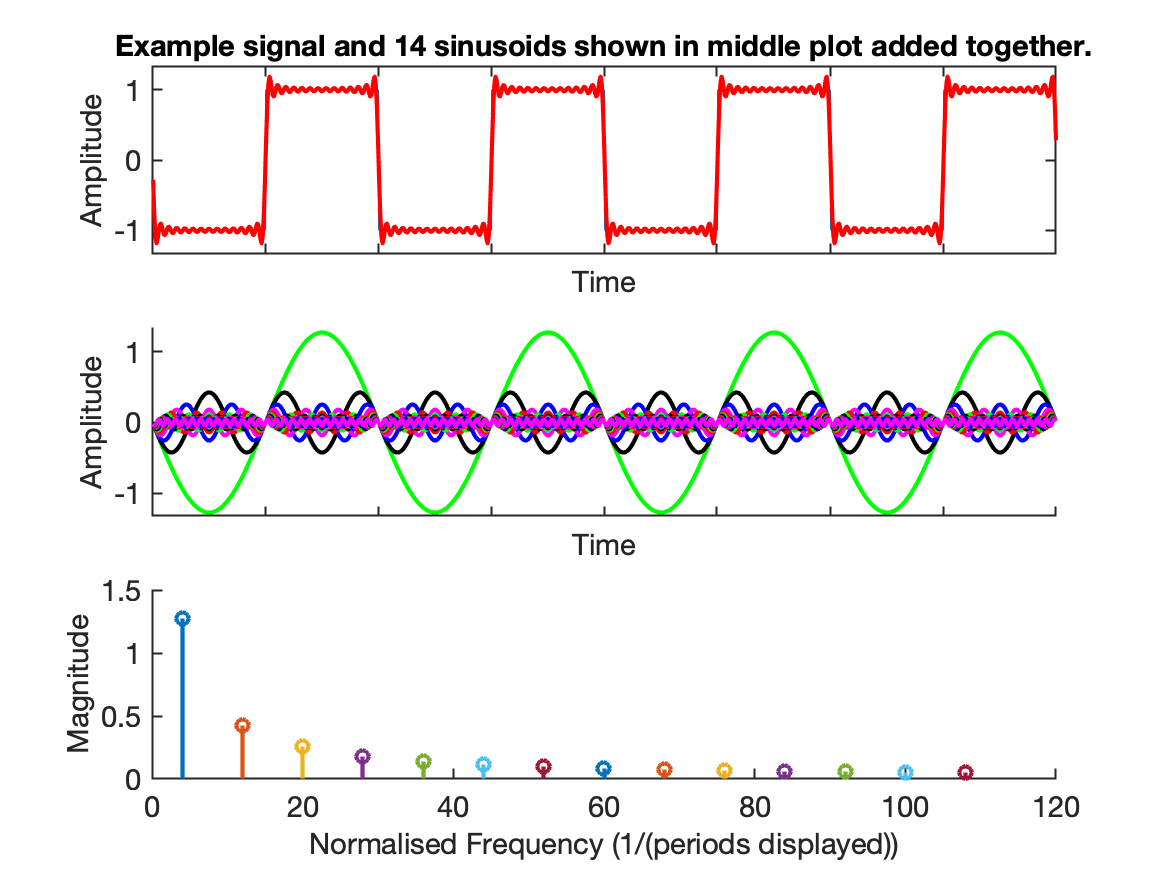 Example signal and 14 sinusoids shown in middle plot added together.
Amplitude
1
0
-1
Time
Amplitude
1
0
-1
Time
Magnitude
1.5
1
0.5
0
0 20 40 60 80 100 120
Normalised Frequency (1/(periods displayed))